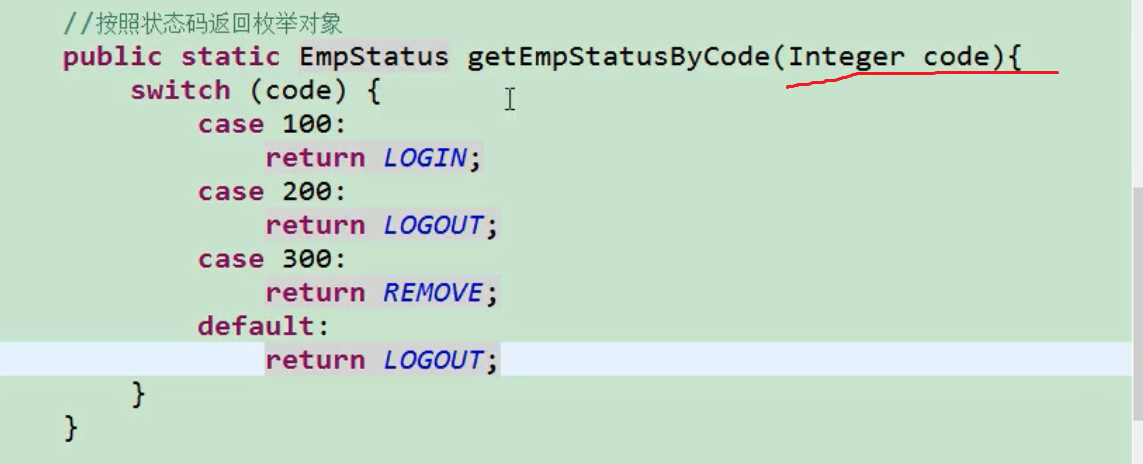 //按照状态码返回枚举对象
public static EmpStatus getEmpStatusByCode(Integer code){
switch (code) {
case 100:
return LOGIN;
case 200:
return LOGOUT;
case 300:
return REMOVE;
default:
return LOGOUT;
}
}